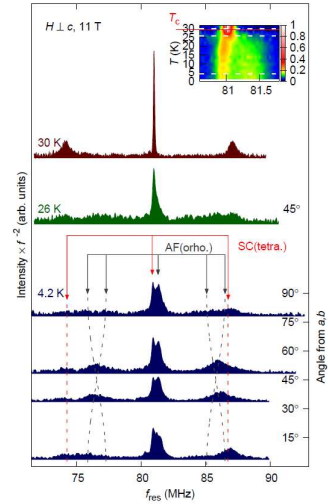 H ⊥ c, 11 T
T_c
30
25
20
15
10
5
T (K)
81
81.5
1
0.8
0.6
0.4
0.2
0
30 K
26 K
45°
SC(tetra.)
AF(orho.)
4.2 K
90°
75°
60°
45°
30°
15°
Intensity × f⁻² (arb. units)
Angle from a,b
75
80
85
90
f_res (MHz)